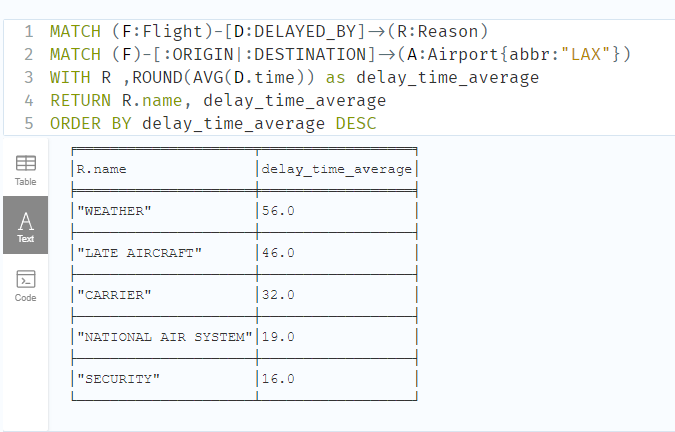 1 MATCH (F:Flight)-[D:DELAYED_BY]->(R:Reason)
2 MATCH (F)-[:ORIGIN|:DESTINATION]->(A:Airport{abbr:"LAX"})
3 WITH R ,ROUND(AVG(D.time)) as delay_time_average
4 RETURN R.name, delay_time_average
5 ORDER BY delay_time_average DESC
Table
Text
Code
R.name delay_time_average
"WEATHER" 56.0
"LATE AIRCRAFT" 46.0
"CARRIER" 32.0
"NATIONAL AIR SYSTEM" 19.0
"SECURITY" 16.0